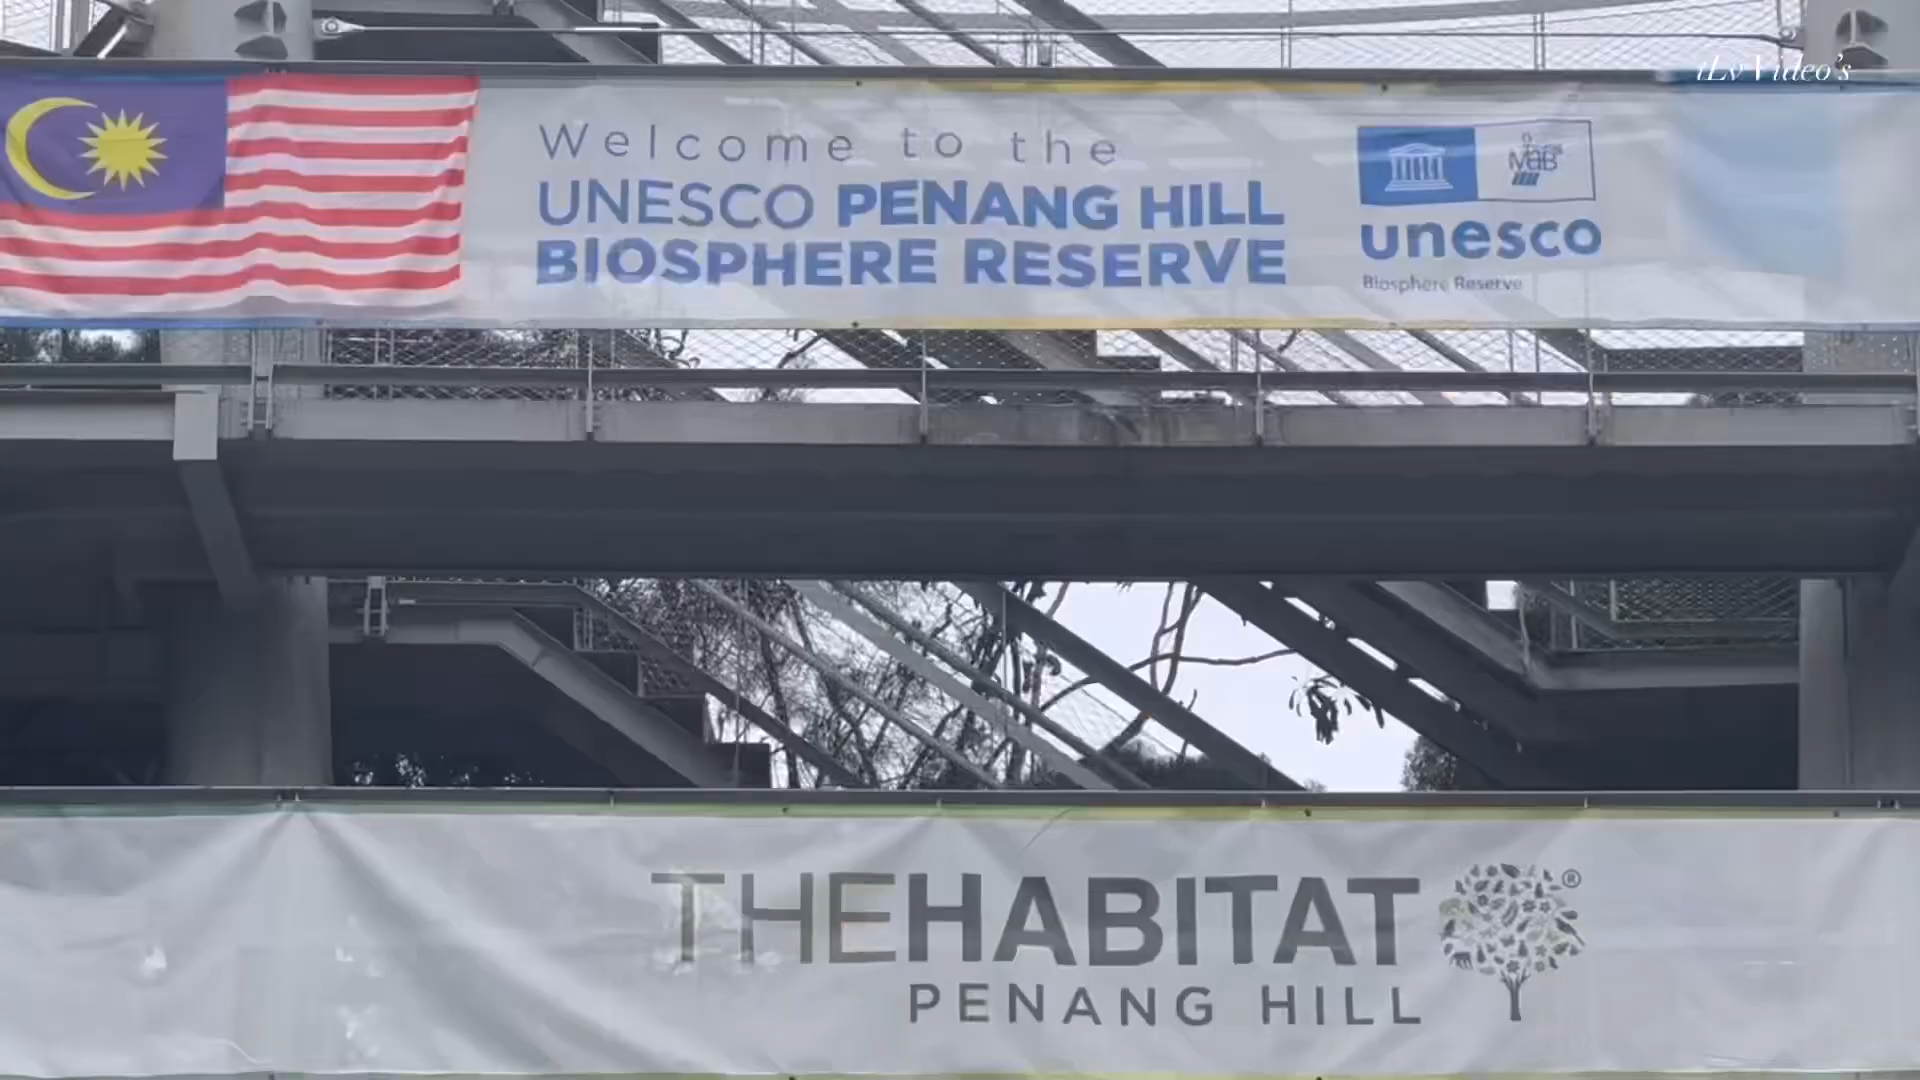 tLv Video's
Welcome to the
UNESCO PENANG HILL
BIOSPHERE RESERVE
MaB
unesco
Biosphere Reserve
THEHABITAT ®
PENANG HILL